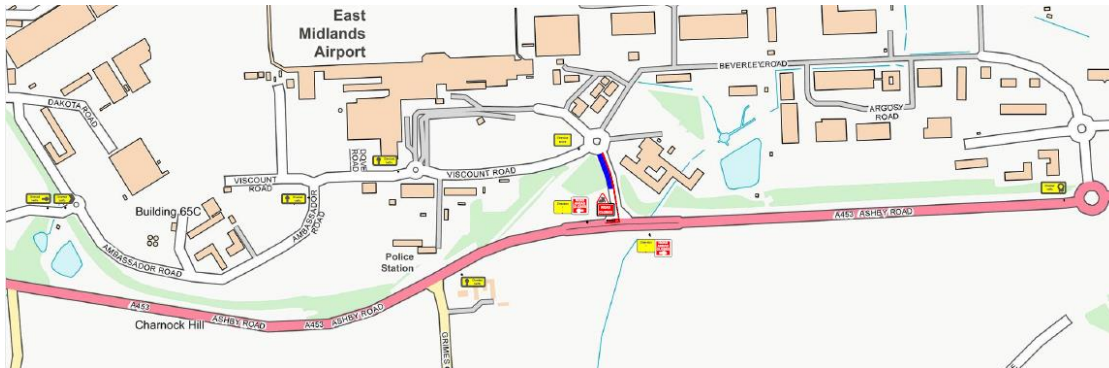 East
Midlands
Airport
BEVERLEY ROAD
DAKOTA ROAD
ARGOSY
ROAD
DOVE
ROAD
VISCOUNT
ROAD
VISCOUNT ROAD
AMBASSADOR
ROAD
Building 65C
A453 ASHBY ROAD
AMBASSADOR ROAD
Police
Station
A453
ASHBY ROAD
A453 ASHBY ROAD
Charnock Hill
GRIMES